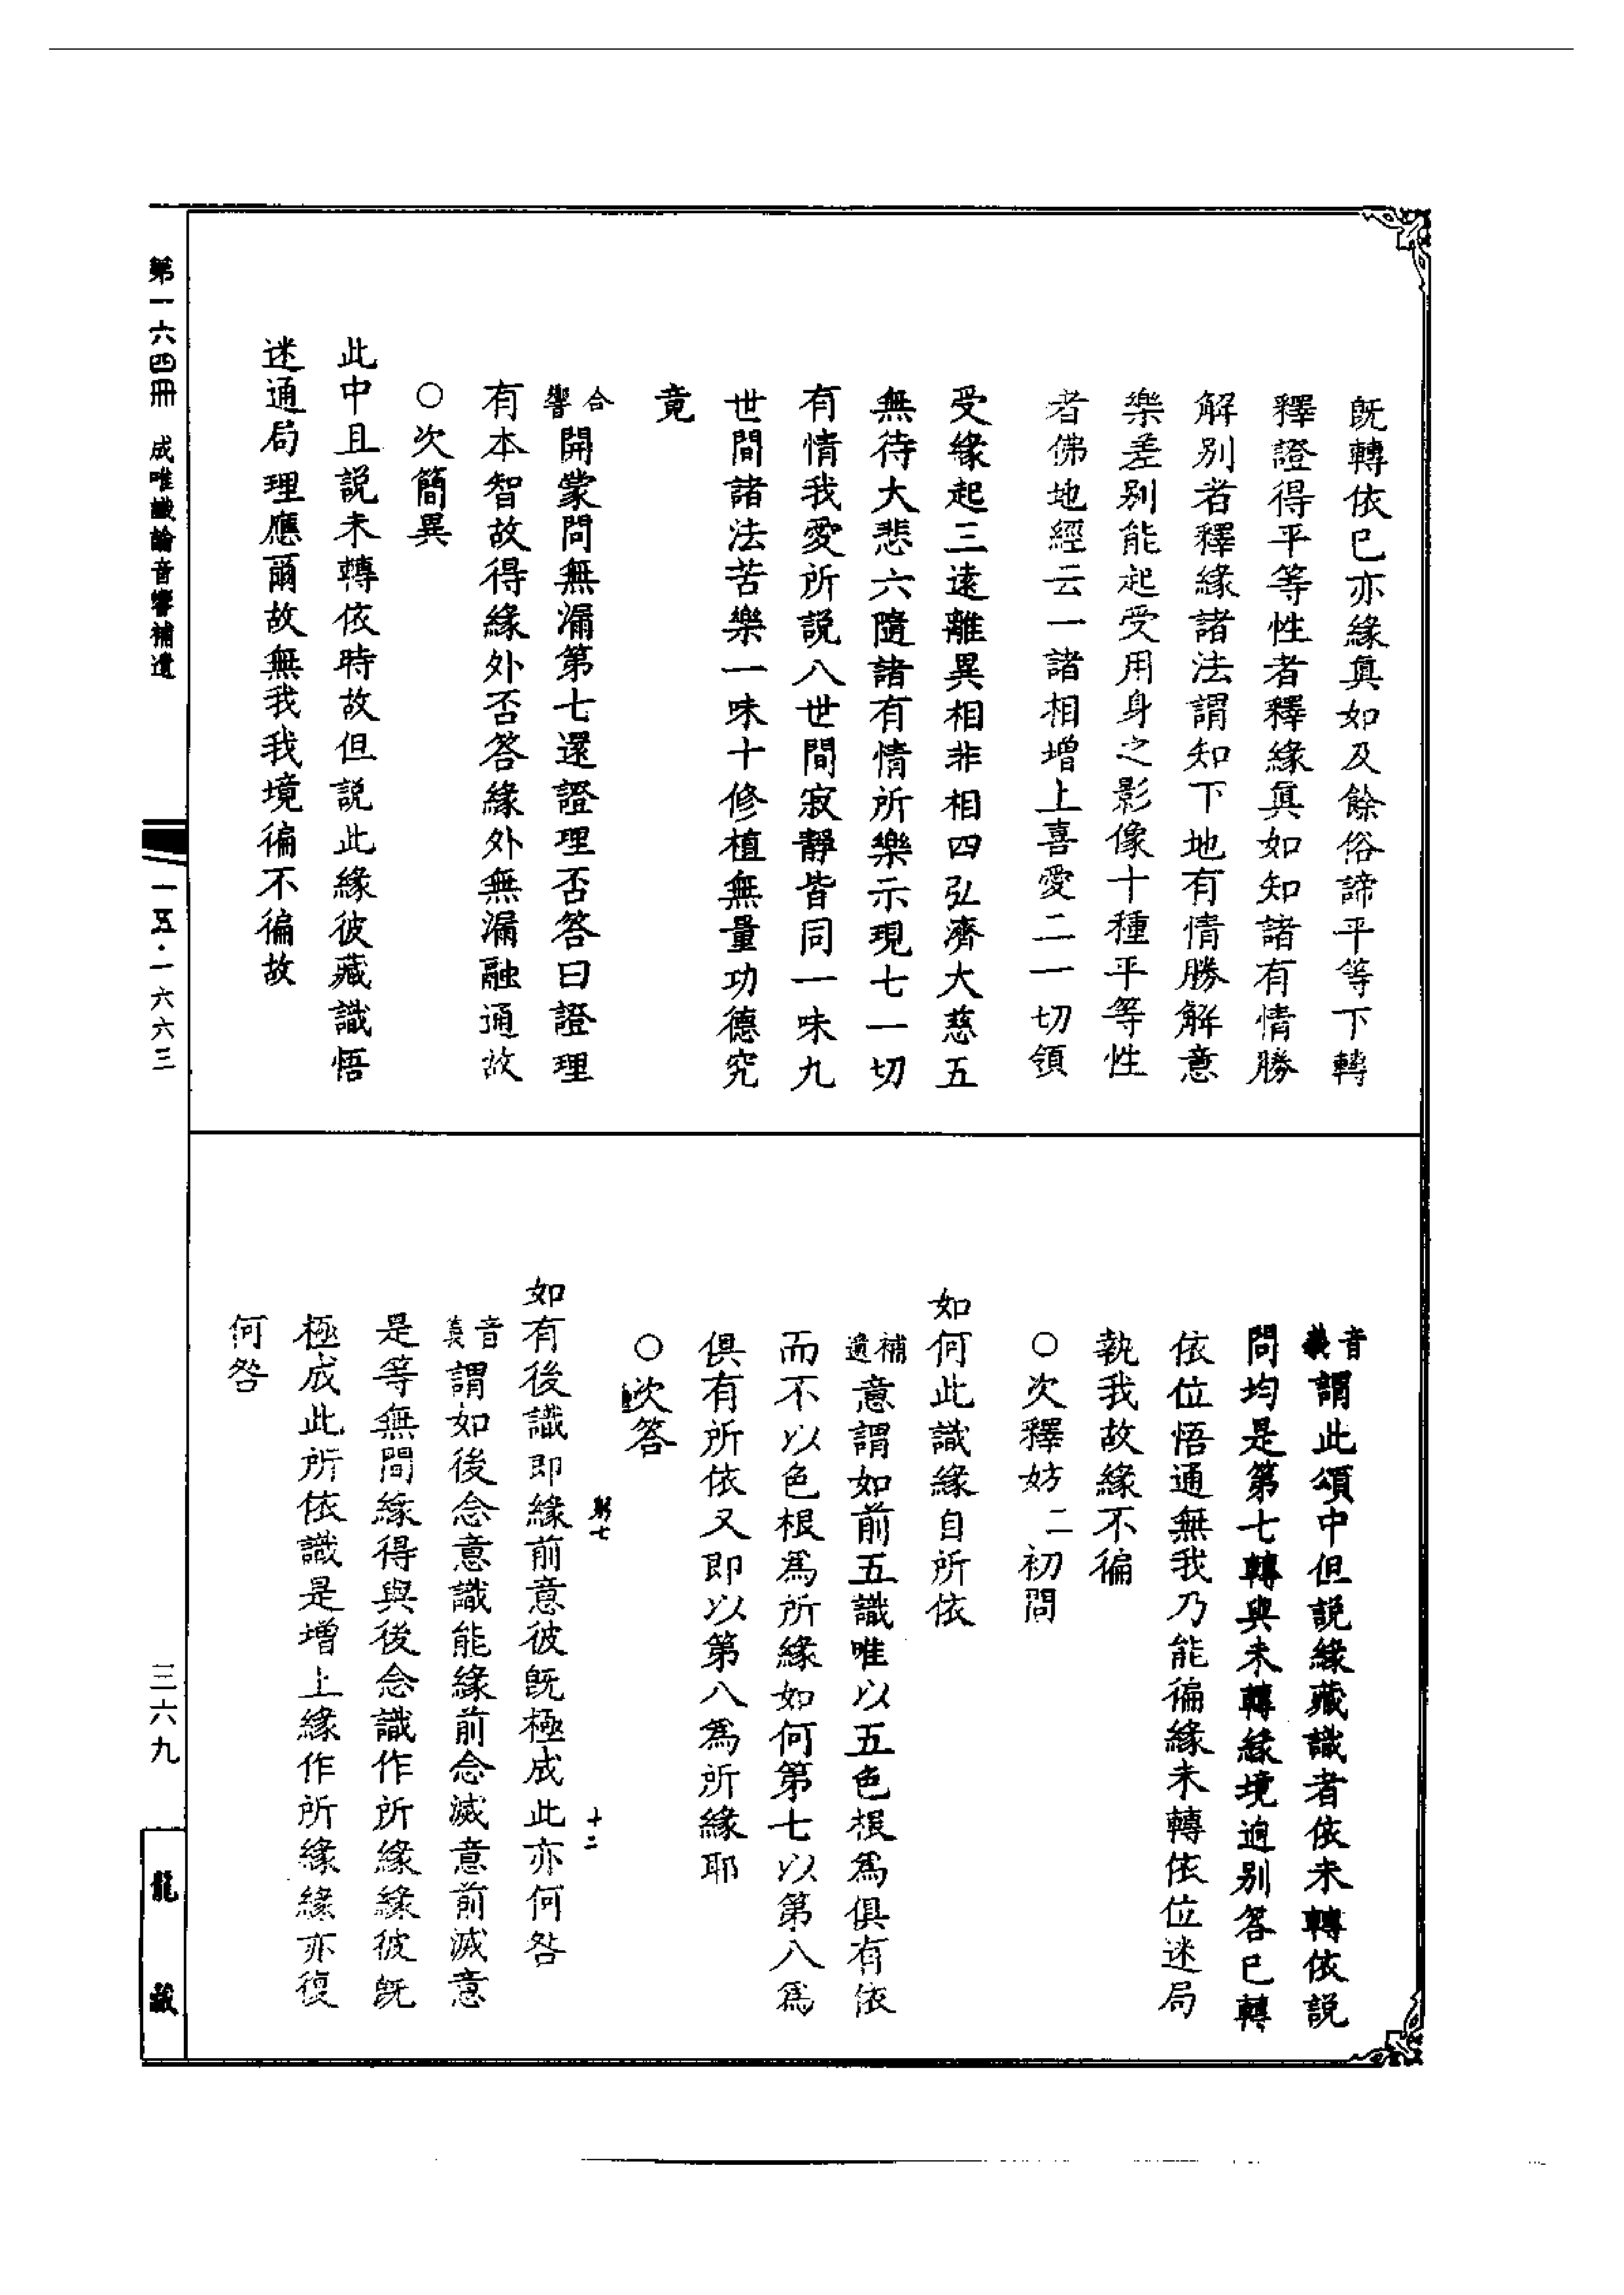 既轉依已亦緣眞如及餘俗諦平等下轉
釋證得平等性者釋緣眞如知諸有情勝
解別者釋緣諸法謂知下地有情勝解意
樂差別能起受用身之影像十種平等性
者佛地經云一諸相增上喜愛二一切領
受緣起三遠離異相非相四弘濟大慈五
無待大悲六隨諸有情所樂示現七一切
有情我愛所說八世間寂靜皆同一味九
世間諸法苦樂一味十修植無量功德究
竟
合響開蒙問無漏第七還證理否答曰證理
有本智故得緣外否答緣外無漏融通故
○次簡異
此中且說未轉依時故但說此緣彼藏識悟
迷通局理應爾故無我我境徧不徧故
音義謂此頌中但說緣藏識者依未轉依說
問均是第七轉與未轉緣境逈別答已轉
依位悟通無我乃能徧緣未轉依位迷局
執我故緣不徧
○次釋妨 二初問
如何此識緣自所依
補遺意謂如前五識唯以五色根爲俱有依
而不以色根爲所緣如何第七以第八爲
俱有所依又即以第八爲所緣耶
○次答
第七 十二
如有後識即緣前意彼旣極成此亦何咎
音義謂如後念意識能緣前念滅意前滅意
是等無間緣得與後念識作所緣緣彼旣
極成此所依識是增上緣作所緣緣亦復
何咎
第一六四冊 成唯識論音響補遺
一五·一六六三
三六九
龍藏